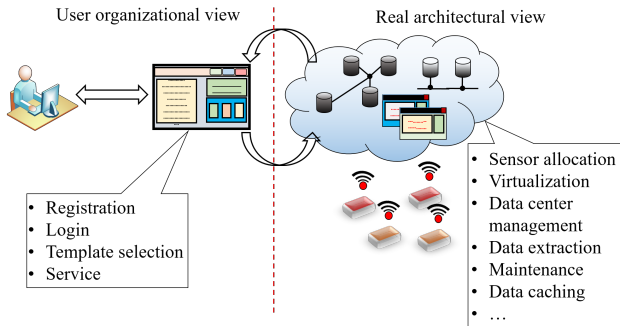 User organizational view
Real architectural view
• Registration
• Login
• Template selection
• Service
• Sensor allocation
• Virtualization
• Data center
management
• Data extraction
• Maintenance
• Data caching
• …